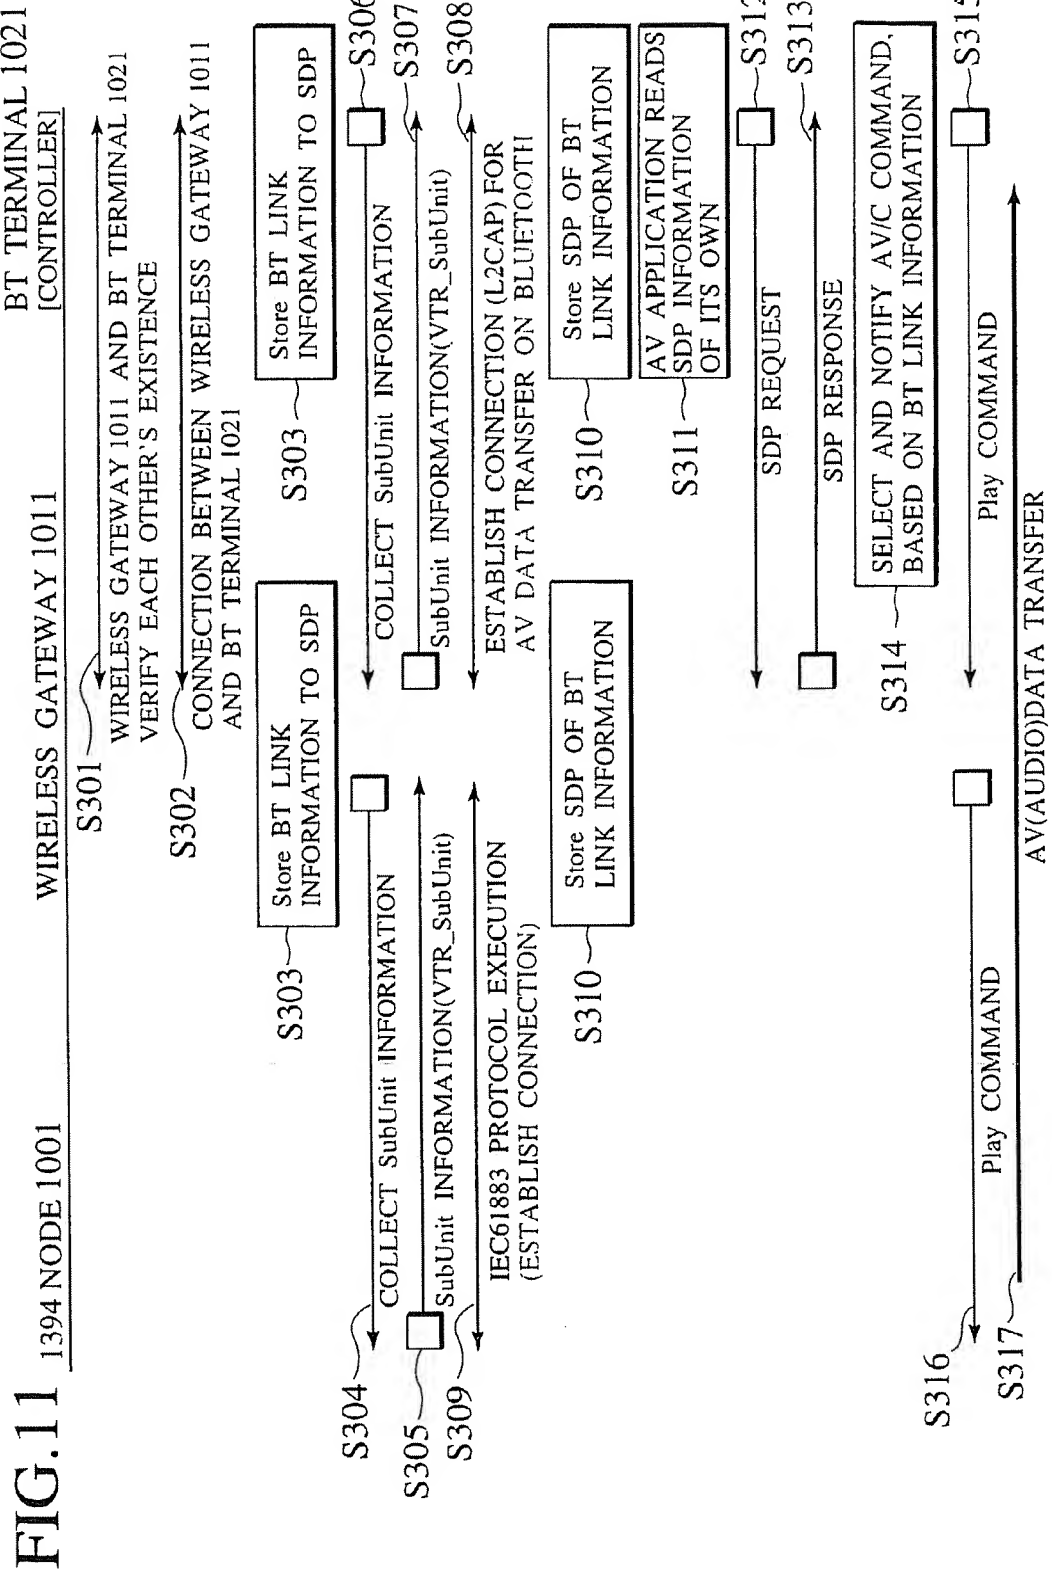 FIG.11
1394 NODE 1001
WIRELESS GATEWAY 1011
BT TERMINAL 1021
[CONTROLLER]
S301
WIRELESS GATEWAY 1011 AND BT TERMINAL 1021
VERIFY EACH OTHER'S EXISTENCE
S302
CONNECTION BETWEEN WIRELESS GATEWAY 1011
AND BT TERMINAL 1021
S303
Store BT LINK
INFORMATION TO SDP
S303
Store BT LINK
INFORMATION TO SDP
S304
COLLECT SubUnit INFORMATION
COLLECT SubUnit INFORMATION
S306
S305
SubUnit INFORMATION(VTR_SubUnit)
SubUnit INFORMATION(VTR_SubUnit)
S307
S309
IEC61883 PROTOCOL EXECUTION
(ESTABLISH CONNECTION)
ESTABLISH CONNECTION (L2CAP) FOR
AV DATA TRANSFER ON BLUETOOTH
S308
S310
Store SDP OF BT
LINK INFORMATION
S310
Store SDP OF BT
LINK INFORMATION
S311
AV APPLICATION READS
SDP INFORMATION
OF ITS OWN
SDP REQUEST
S312
SDP RESPONSE
S313
S314
SELECT AND NOTIFY AV/C COMMAND,
BASED ON BT LINK INFORMATION
S316
Play COMMAND
Play COMMAND
S315
S317
AV(AUDIO)DATA TRANSFER